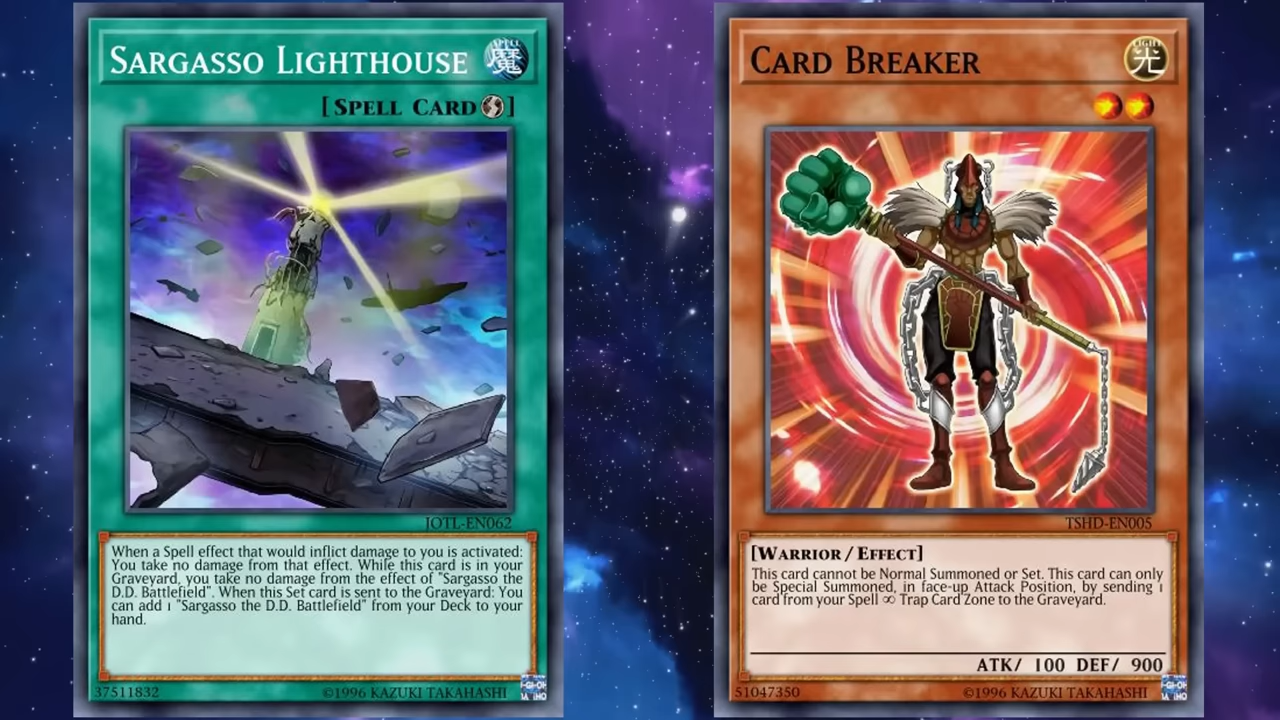 SARGASSO LIGHTHOUSE
SPELL
魔
[SPELL CARD]
JOTL-EN062
When a Spell effect that would inflict damage to you is activated:
You take no damage from that effect. While this card is in your
Graveyard, you take no damage from the effect of "Sargasso the
D.D. Battlefield". When this Set card is sent to the Graveyard: You
can add 1 "Sargasso the D.D. Battlefield" from your Deck to your
hand.
37511832
©1996 KAZUKI TAKAHASHI
CARD BREAKER
LIGHT
光
TSHD-EN005
[WARRIOR/EFFECT]
This card cannot be Normal Summoned or Set. This card can only
be Special Summoned, in face-up Attack Position, by sending 1
card from your Spell ∞ Trap Card Zone to the Graveyard.
ATK/ 100 DEF/ 900
51047350
©1996 KAZUKI TAKAHASHI